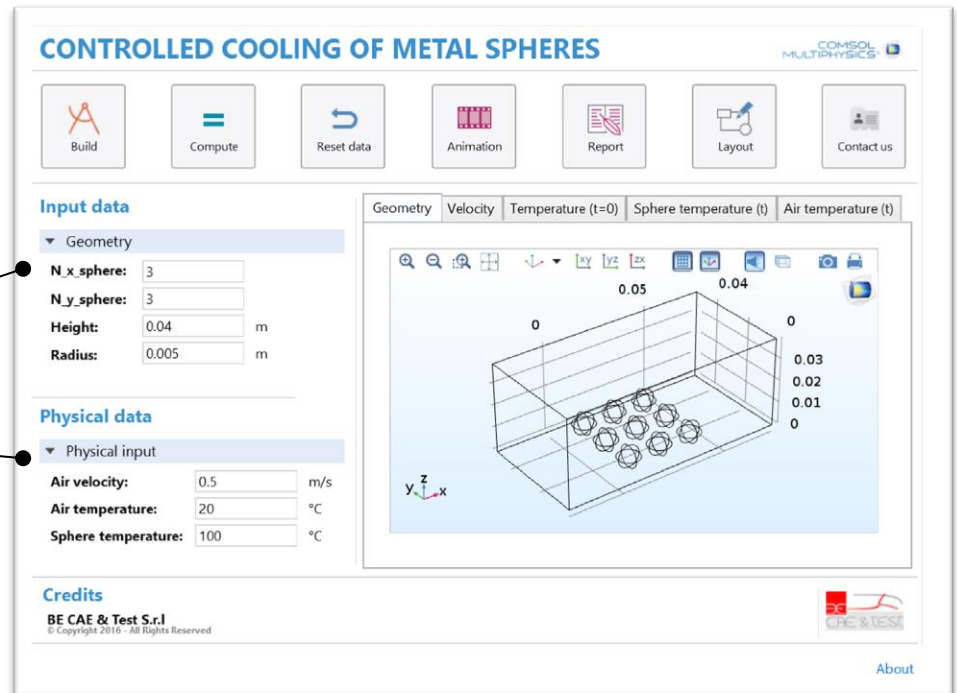 CONTROLLED COOLING OF METAL SPHERES
COMSOL
MULTIPHYSICS®
Build
Compute
Reset data
Animation
Report
Layout
Contact us
Input data
Geometry
N_x_sphere: 3
N_y_sphere: 3
Height: 0.04 m
Radius: 0.005 m
Physical data
Physical input
Air velocity: 0.5 m/s
Air temperature: 20 °C
Sphere temperature: 100 °C
Geometry Velocity Temperature (t=0) Sphere temperature (t) Air temperature (t)
xy yz zx
0.05 0.04
0 0
0.03
0.02
0.01
0
y z x
Credits
BE CAE & Test S.r.l
© Copyright 2016 - All Rights Reserved
BE
CAE & TEST
About